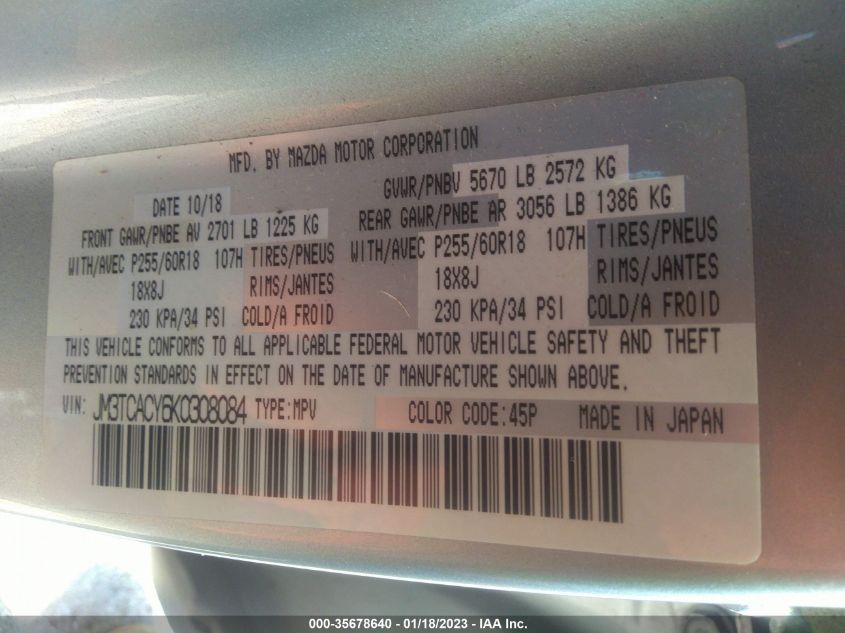 MFD. BY MAZDA MOTOR CORPORATION
DATE 10/18 GVWR/PNBV 5670 LB 2572 KG
FRONT GAWR/PNBE AV 2701 LB 1225 KG REAR GAWR/PNBE AR 3056 LB 1386 KG
WITH/AVEC P255/60R18 107H TIRES/PNEUS WITH/AVEC P255/60R18 107H TIRES/PNEUS
18X8J RIMS/JANTES 18X8J RIMS/JANTES
230 KPA/34 PSI COLD/A FROID 230 KPA/34 PSI COLD/A FROID
THIS VEHICLE CONFORMS TO ALL APPLICABLE FEDERAL MOTOR VEHICLE SAFETY AND THEFT
PREVENTION STANDARDS IN EFFECT ON THE DATE OF MANUFACTURE SHOWN ABOVE.
VIN: JM3TCACY6K0308084 TYPE:MPV COLOR CODE:45P MADE IN JAPAN
000-35678640 - 01/18/2023 - IAA Inc.